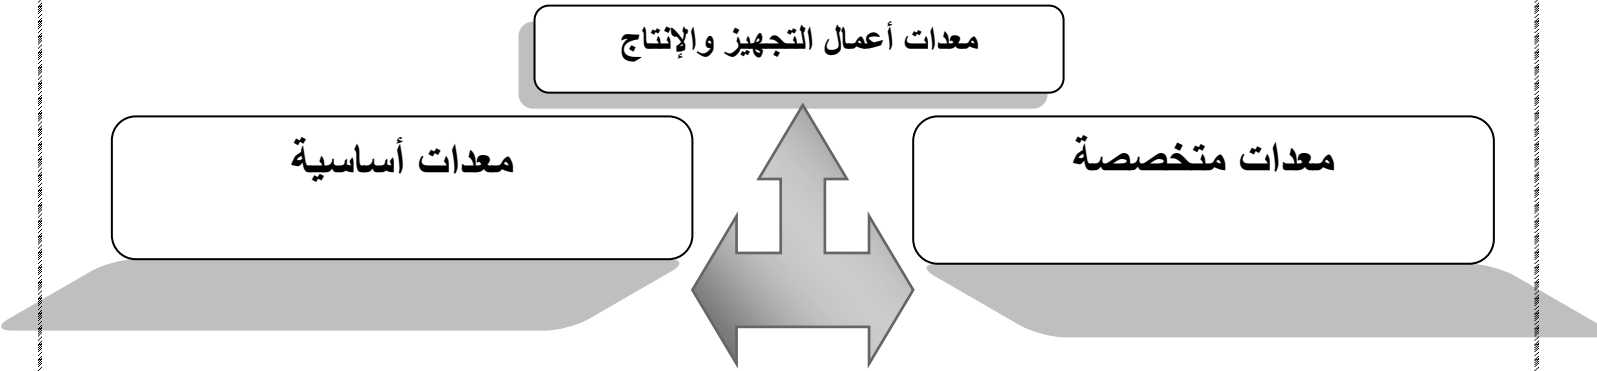 معدات أعمال التجهيز والإنتاج
معدات متخصصة
معدات أساسية